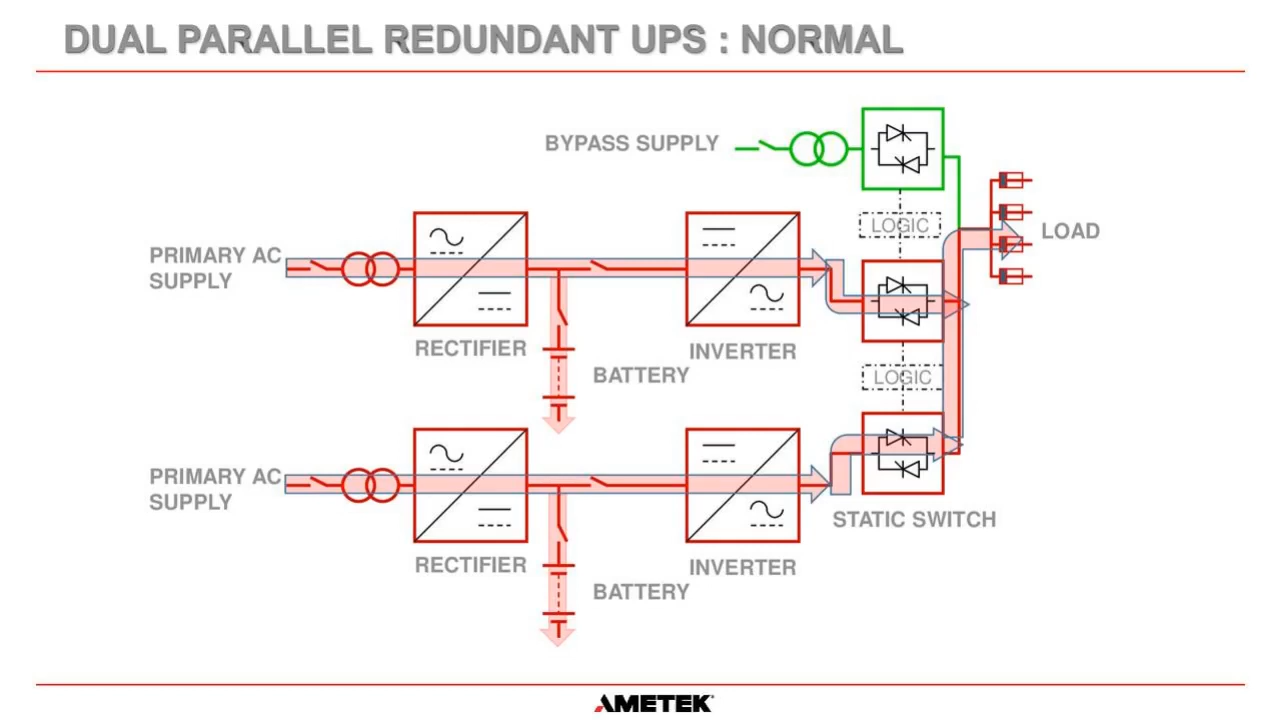 DUAL PARALLEL REDUNDANT UPS : NORMAL
BYPASS SUPPLY
LOGIC
PRIMARY AC
SUPPLY
LOAD
RECTIFIER
INVERTER
BATTERY
LOGIC
PRIMARY AC
SUPPLY
STATIC SWITCH
RECTIFIER
INVERTER
BATTERY
AMETEK